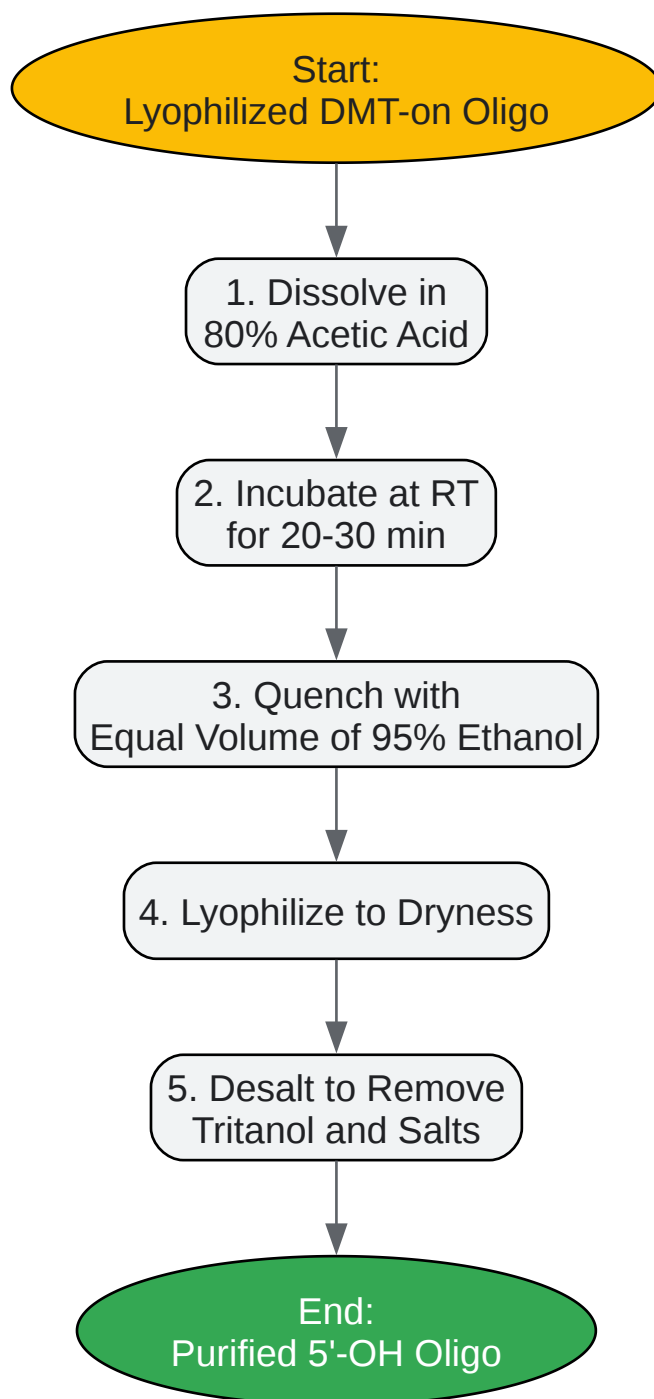 Start:
Lyophilized DMT-on Oligo
1. Dissolve in
80% Acetic Acid
2. Incubate at RT
for 20-30 min
3. Quench with
Equal Volume of 95% Ethanol
4. Lyophilize to Dryness
5. Desalt to Remove
Tritanol and Salts
End:
Purified 5'-OH Oligo